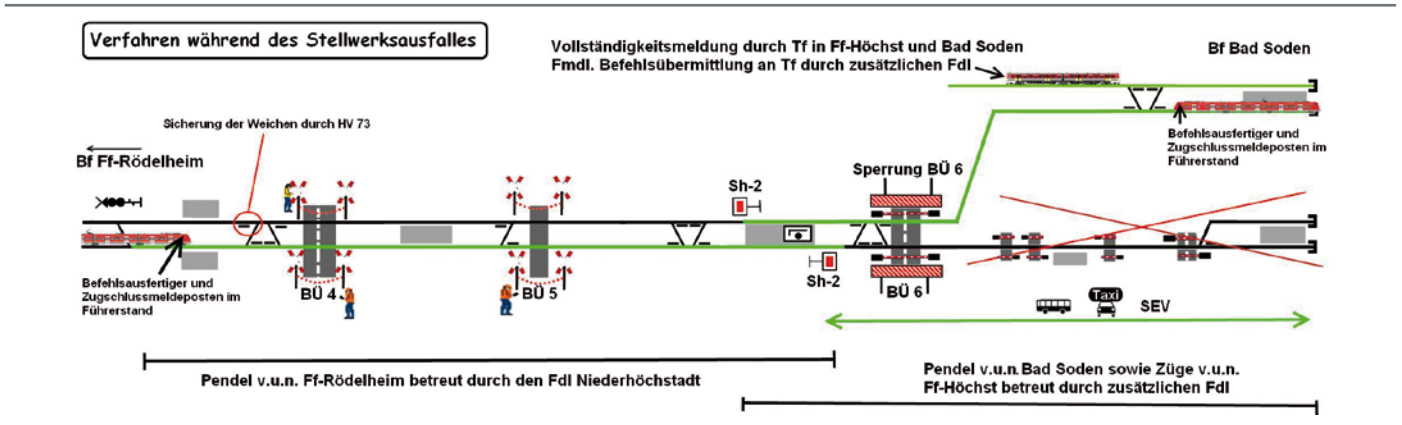 Verfahren während des Stellwerksausfalles
Vollständigkeitsmeldung durch Tf in Ff-Höchst und Bad Soden
Fmdl. Befehlsübermittlung an Tf durch zusätzlichen Fdl
Bf Bad Soden
Sicherung der Weichen durch HV 73
Bf Ff-Rödelheim
Befehlsausfertiger und
Zugschlussmeldeposten im
Führerstand
Sperrung BÜ 6
Sh-2
Befehlsausfertiger und
Zugschlussmeldeposten im
Führerstand
BÜ 4
BÜ 5
Sh-2
BÜ 6
Taxi
SEV
Pendel v.u.n. Ff-Rödelheim betreut durch den Fdl Niederhöchstadt
Pendel v.u.n. Bad Soden sowie Züge v.u.n.
Ff-Höchst betreut durch zusätzlichen Fdl